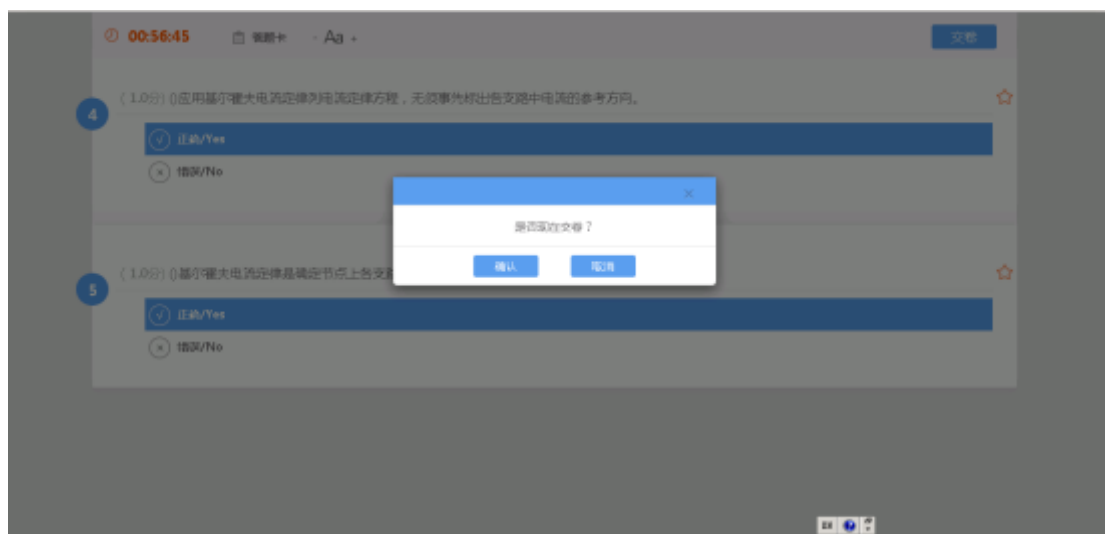 00:56:45
答题卡
- Aa +
交卷
4
(1.0分) ()应用基尔霍夫电流定律列电流定律方程，无须事先标出各支路中电流的参考方向。
正确/Yes
错误/No
是否现在交卷？
确认
取消
5
(1.0分) ()基尔霍夫电流定律是确定节点上各支
正确/Yes
错误/No